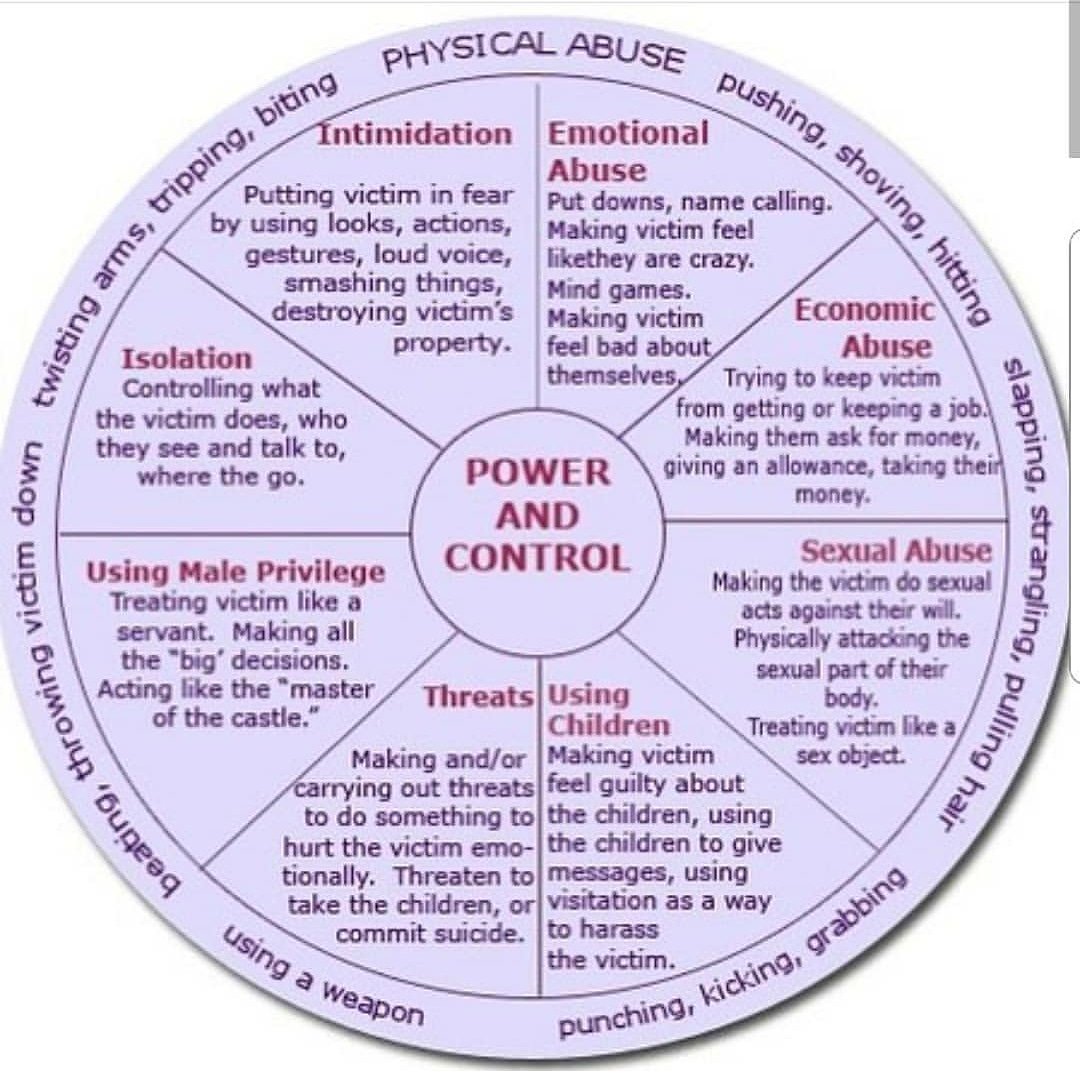 PHYSICAL ABUSE
pushing, shoving, hitting
slapping, strangling, pulling hair
punching, kicking, grabbing
using a weapon
beating, throwing victim down
twisting arms, tripping, biting
Intimidation
Putting victim in fear
by using looks, actions,
gestures, loud voice,
smashing things,
destroying victim's
property.
Emotional
Abuse
Put downs, name calling.
Making victim feel
likethey are crazy.
Mind games.
Making victim
feel bad about
themselves.
Economic
Abuse
Trying to keep victim
from getting or keeping a job.
Making them ask for money,
giving an allowance, taking their
money.
Sexual Abuse
Making the victim do sexual
acts against their will.
Physically attacking the
sexual part of their
body.
Treating victim like a
sex object.
Using
Children
Making victim
feel guilty about
the children, using
the children to give
messages, using
visitation as a way
to harass
the victim.
Threats
Making and/or
carrying out threats
to do something to
hurt the victim emo-
tionally. Threaten to
take the children, or
commit suicide.
Using Male Privilege
Treating victim like a
servant. Making all
the "big' decisions.
Acting like the "master
of the castle."
Isolation
Controlling what
the victim does, who
they see and talk to,
where the go.
POWER
AND
CONTROL